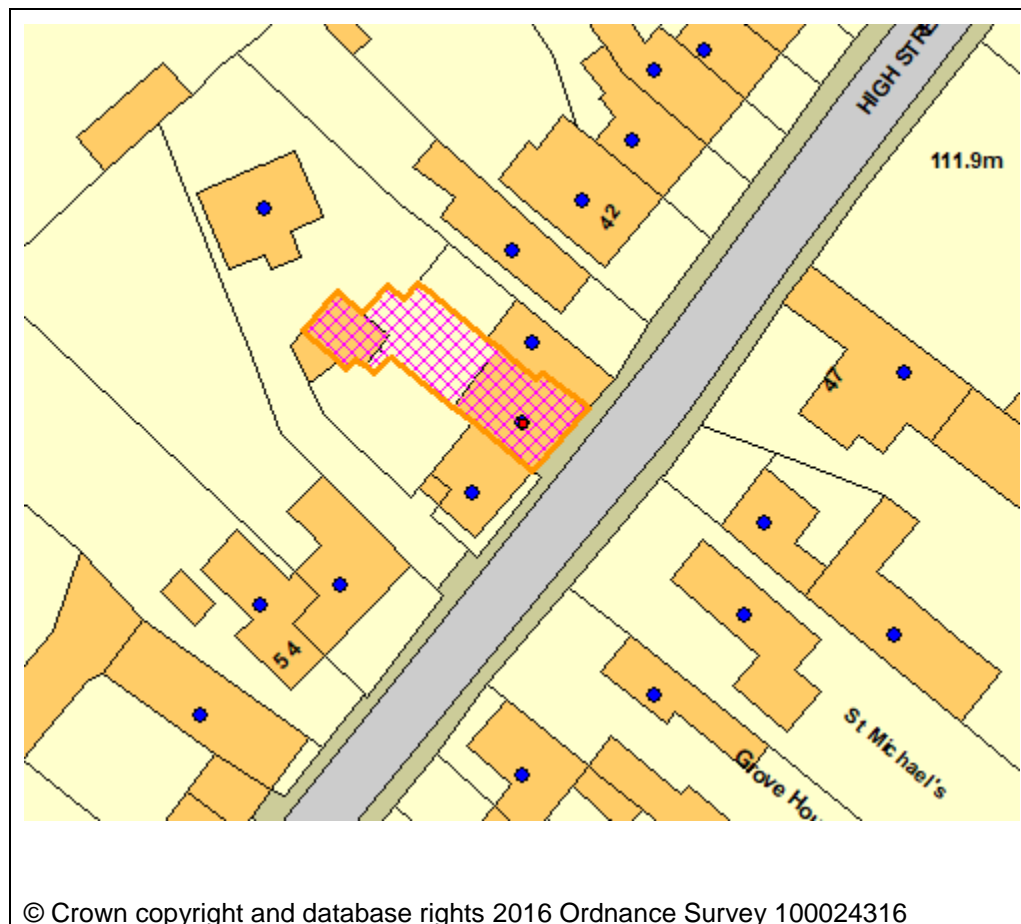 HIGH STRE
111.9m
42
47
54
St Michael's
Grove Hou
© Crown copyright and database rights 2016 Ordnance Survey 100024316